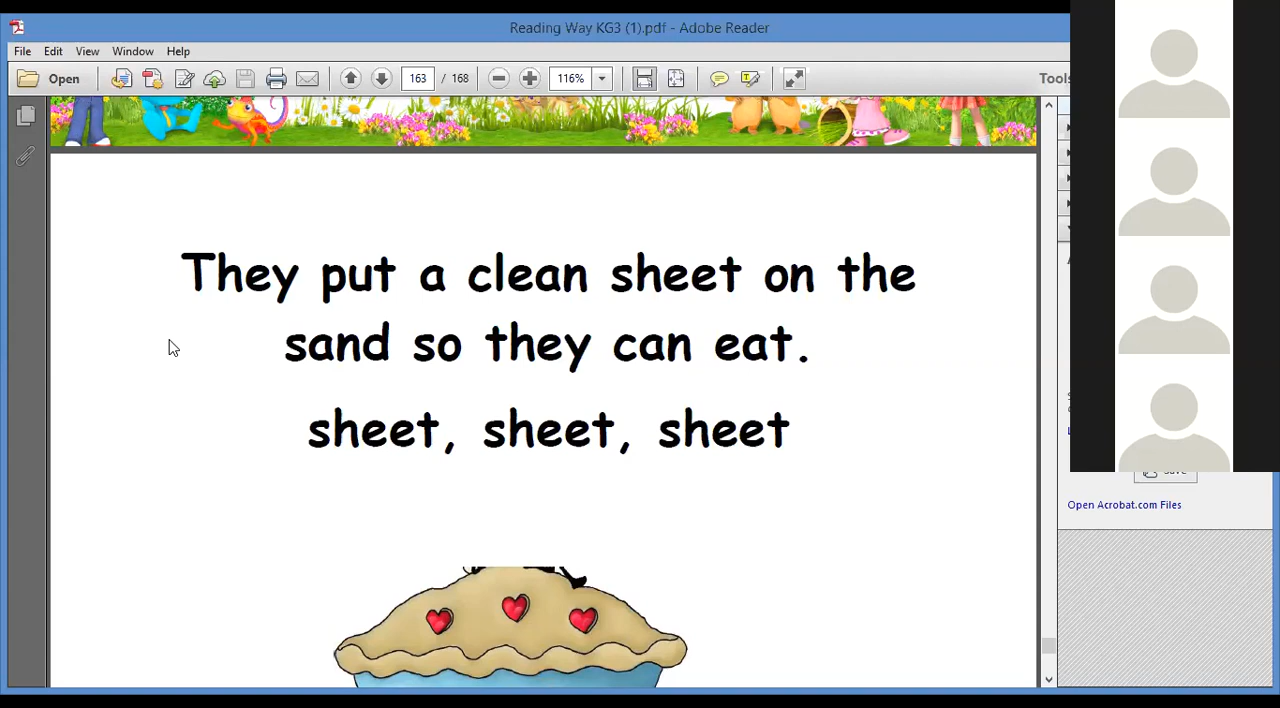 Reading Way KG3 (1).pdf - Adobe Reader
File Edit View Window Help
Open 163 / 168 116% Tools
They put a clean sheet on the
sand so they can eat.
sheet, sheet, sheet
Save
Open Acrobat.com Files